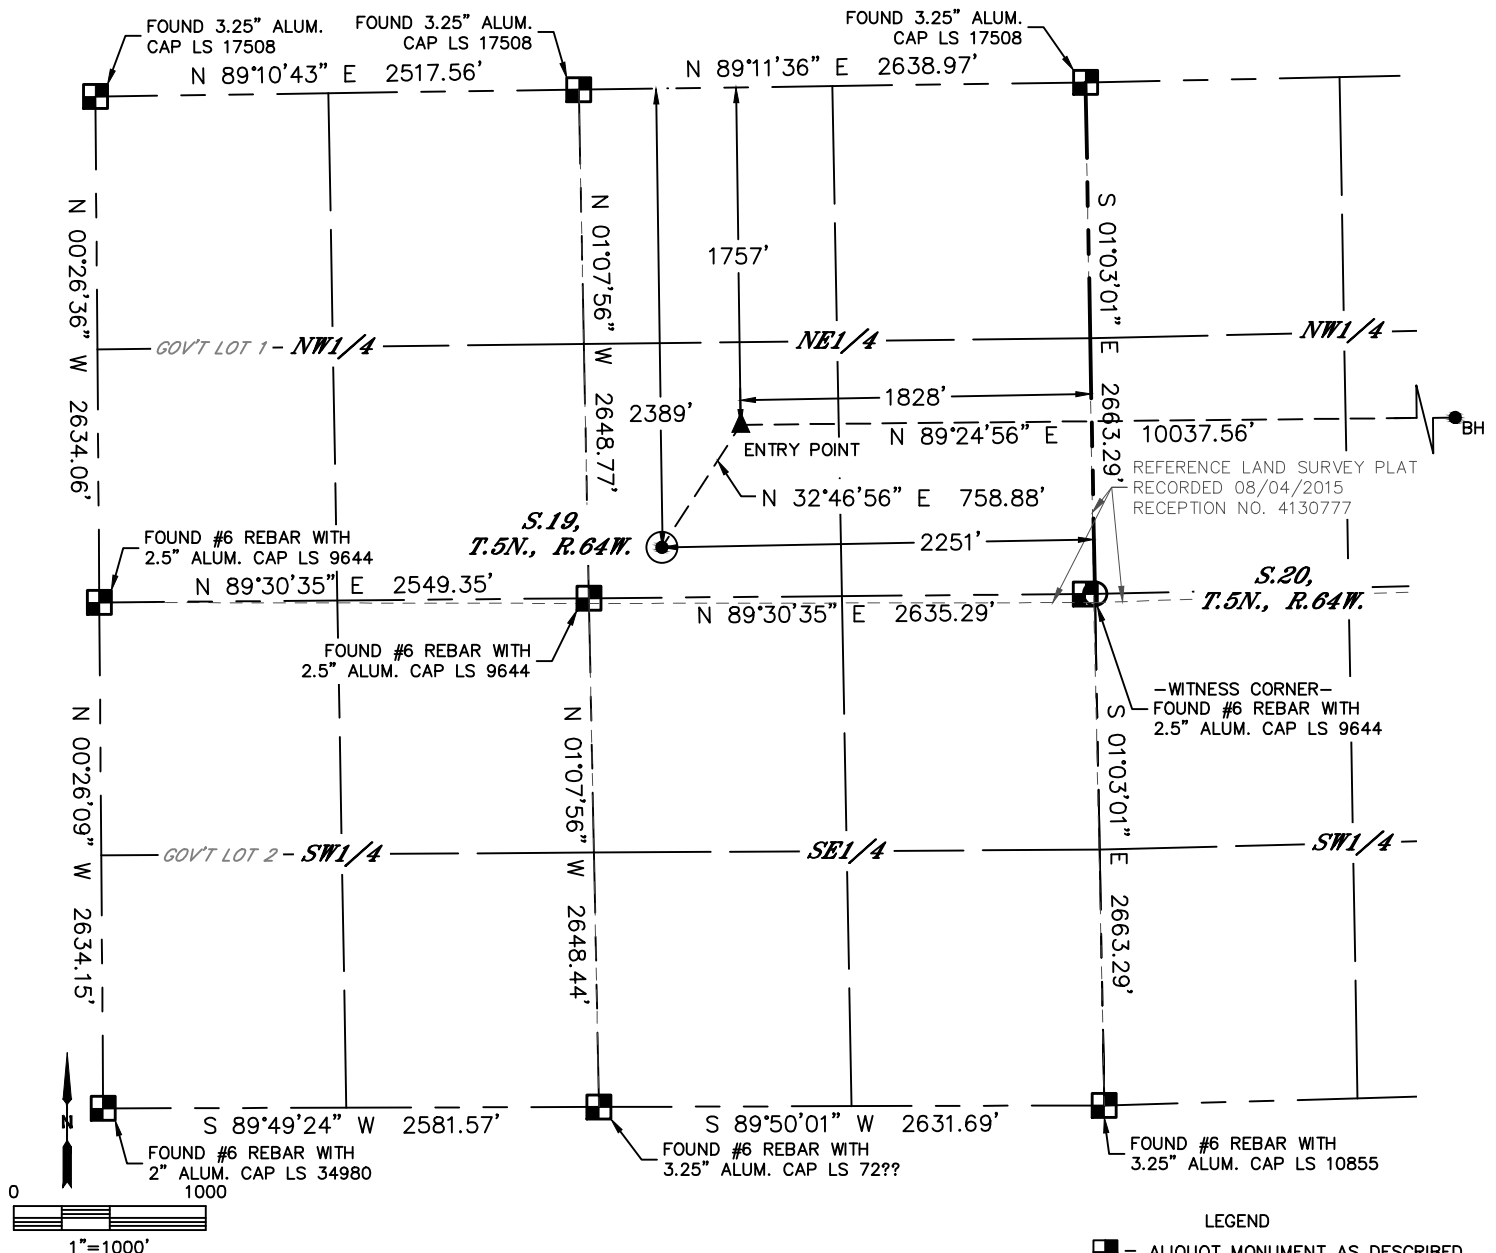 FOUND 3.25” ALUM.
CAP LS 17508
FOUND 3.25” ALUM.
CAP LS 17508
FOUND 3.25” ALUM.
CAP LS 17508
N 89°10'43” E 2517.56'
N 89°11'36” E 2638.97'
N 00°26'36” W 2634.06'
N 01°07'56” W 2648.77'
S 01°03'01” E 2663.29'
1757'
GOV'T LOT 1 - NW1/4
NE1/4
NW1/4
2389'
1828'
ENTRY POINT
N 89°24'56” E 10037.56'
BH
N 32°46'56” E 758.88'
REFERENCE LAND SURVEY PLAT
RECORDED 08/04/2015
RECEPTION NO. 4130777
S.19,
T.5N., R.64W.
2251'
FOUND #6 REBAR WITH
2.5” ALUM. CAP LS 9644
N 89°30'35” E 2549.35'
N 89°30'35” E 2635.29'
S.20,
T.5N., R.64W.
FOUND #6 REBAR WITH
2.5” ALUM. CAP LS 9644
-WITNESS CORNER-
FOUND #6 REBAR WITH
2.5” ALUM. CAP LS 9644
N 00°26'09” W 2634.15'
N 01°07'56” W 2648.44'
S 01°03'01” E 2663.29'
GOV'T LOT 2 - SW1/4
SE1/4
SW1/4
S 89°49'24” W 2581.57'
S 89°50'01” W 2631.69'
N
FOUND #6 REBAR WITH
2” ALUM. CAP LS 34980
FOUND #6 REBAR WITH
3.25” ALUM. CAP LS 72??
FOUND #6 REBAR WITH
3.25” ALUM. CAP LS 10855
0 1000
1”=1000'
LEGEND
- ALIQUOT MONUMENT AS DESCRIBED